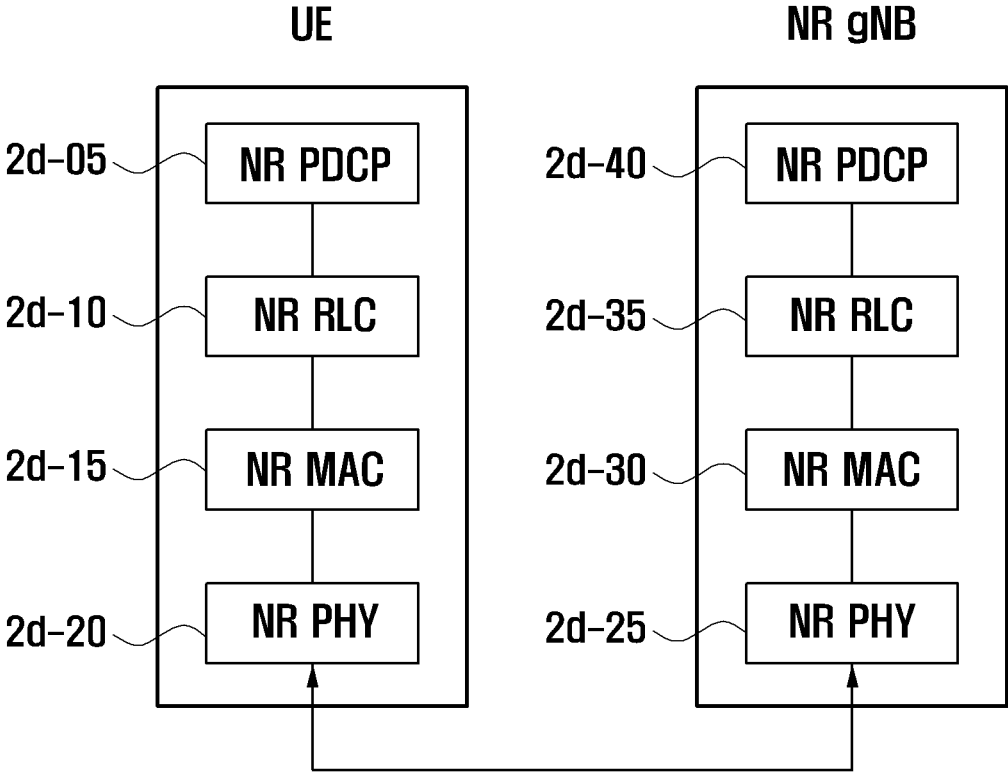 UE NR gNB
2d-05 NR PDCP 2d-40 NR PDCP
2d-10 NR RLC 2d-35 NR RLC
2d-15 NR MAC 2d-30 NR MAC
2d-20 NR PHY 2d-25 NR PHY